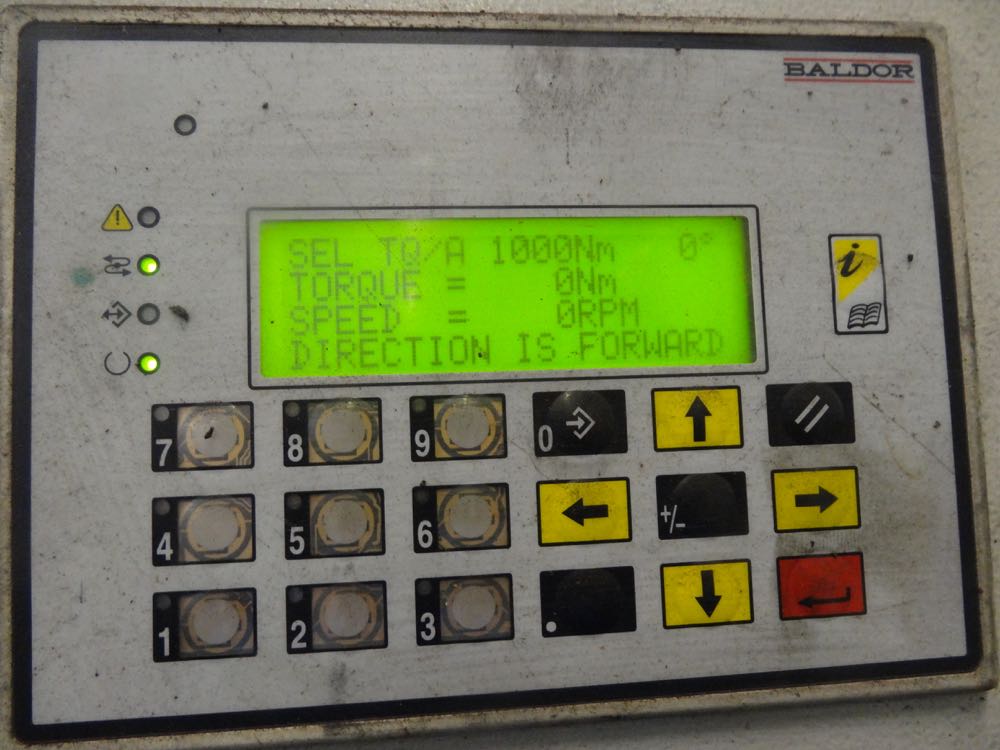 BALDOR
SEL TQ/A 1000Nm 0°
TORQUE = 0Nm
SPEED = 0RPM
DIRECTION IS FORWARD
i
7 8 9 0
4 5 6 +/-
1 2 3 .